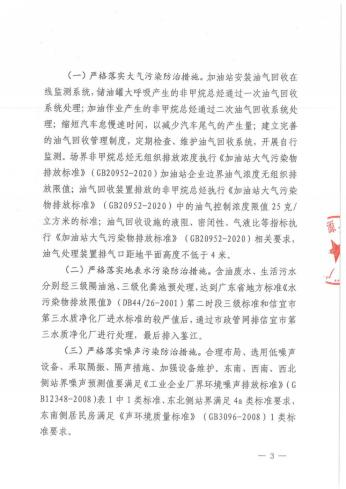 （一）严格落实大气污染防治措施。加油站安装油气回收在
线监测系统，储油罐大呼吸产生的非甲烷总烃通过一次油气回收
系统处理；加油作业产生的非甲烷总烃通过二次油气回收系统处
理；缩短汽车怠慢速时间，以减少汽车尾气的产生量；建立完善
的油气回收管理制度，定期检查、维护油气回收系统，开展自行
监测。场界非甲烷总烃无组织排放浓度执行《加油站大气污染物
排放标准》（GB20952-2020）加油站企业边界油气浓度无组织排
放限值；油气回收装置排放的非甲烷总烃执行《加油站大气污染物
排放标准》（GB20952-2020）中的油气控制浓度限值 25 克/
立方米的标准；油气回收设施的液阻、密闭性、气液比等指标执
行《加油站大气污染物排放标准》（GB20952-2020）相关要求，
油气处理装置排气口距地平面高度不低于 4 米。
（二）严格落实地表水污染防治措施。含油废水、生活污水
分别经三级隔油池、三级化粪池预处理，达到广东省地方标准《水
污染物排放限值》（DB44/26-2001）第二时段三级标准和信宜市
第三水质净化厂进水标准的较严值后，通过市政管网排信宜市第
三水质净化厂进行处理，最后排入鉴江。
（三）严格落实噪声污染防治措施。合理布局、选用低噪声
设备、采取隔振、隔声措施、加强设备维护。东南、西南、西北
侧站界噪声预测值要满足《工业企业厂界环境噪声排放标准》（G
B12348-2008）表 1 中 1 类标准、东北侧站界满足 4a 类标准要求，
东南侧居民房满足《声环境质量标准》（GB3096-2008）1 类标
准要求。
— 3 —